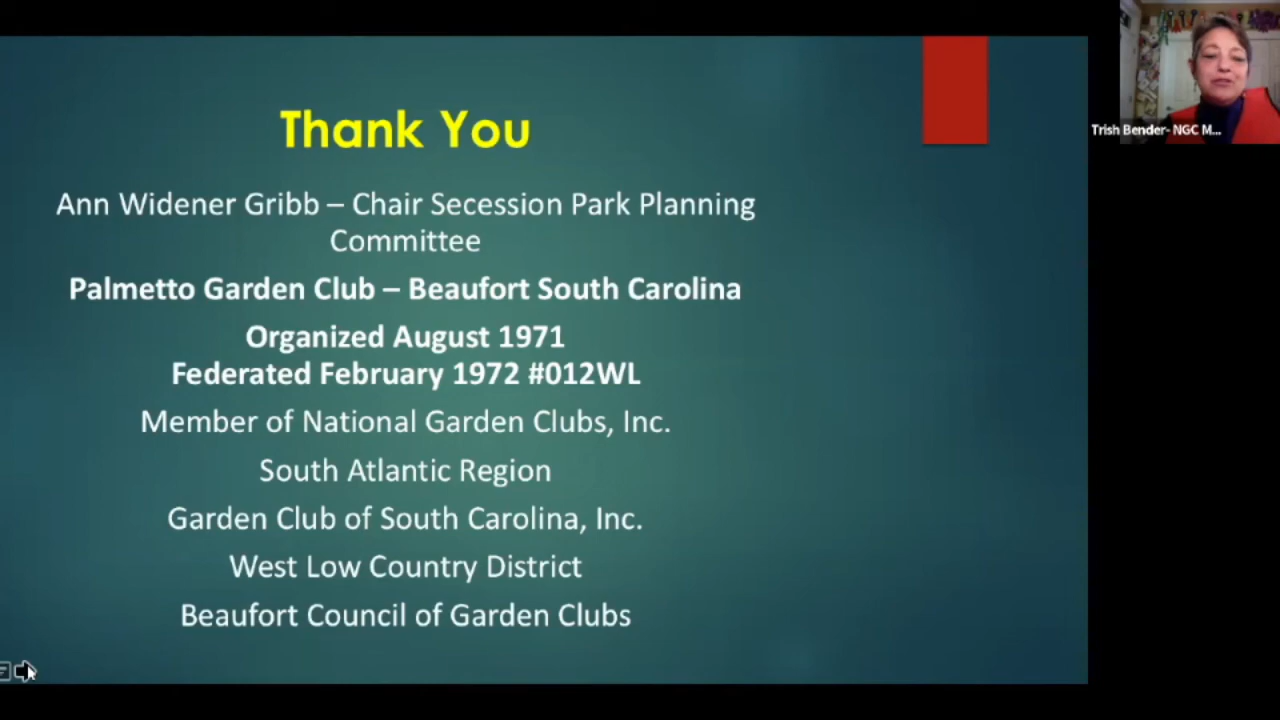 Thank You
Ann Widener Gribb – Chair Secession Park Planning
Committee
Palmetto Garden Club – Beaufort South Carolina
Organized August 1971
Federated February 1972 #012WL
Member of National Garden Clubs, Inc.
South Atlantic Region
Garden Club of South Carolina, Inc.
West Low Country District
Beaufort Council of Garden Clubs
Trish Bender- NGC M...